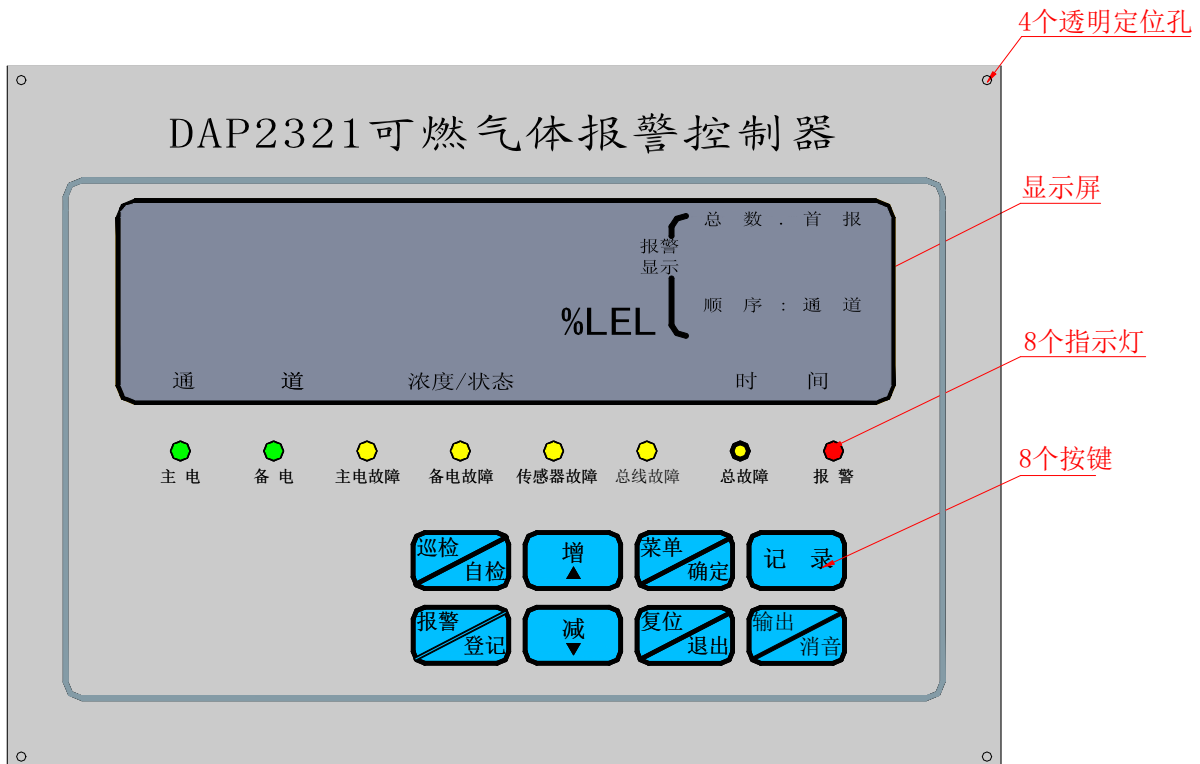 4个透明定位孔
DAP2321可燃气体报警控制器
显示屏
总 数 . 首 报
报警
显示
顺 序 : 通 道
%LEL
8个指示灯
通 道 浓度/状态 时 间
8个按键
主 电 备 电 主电故障 备电故障 传感器故障 总线故障 总故障 报 警
巡检 自检 增▲ 菜单 确定 记 录
报警 登记 减▼ 复位 退出 输出 消音